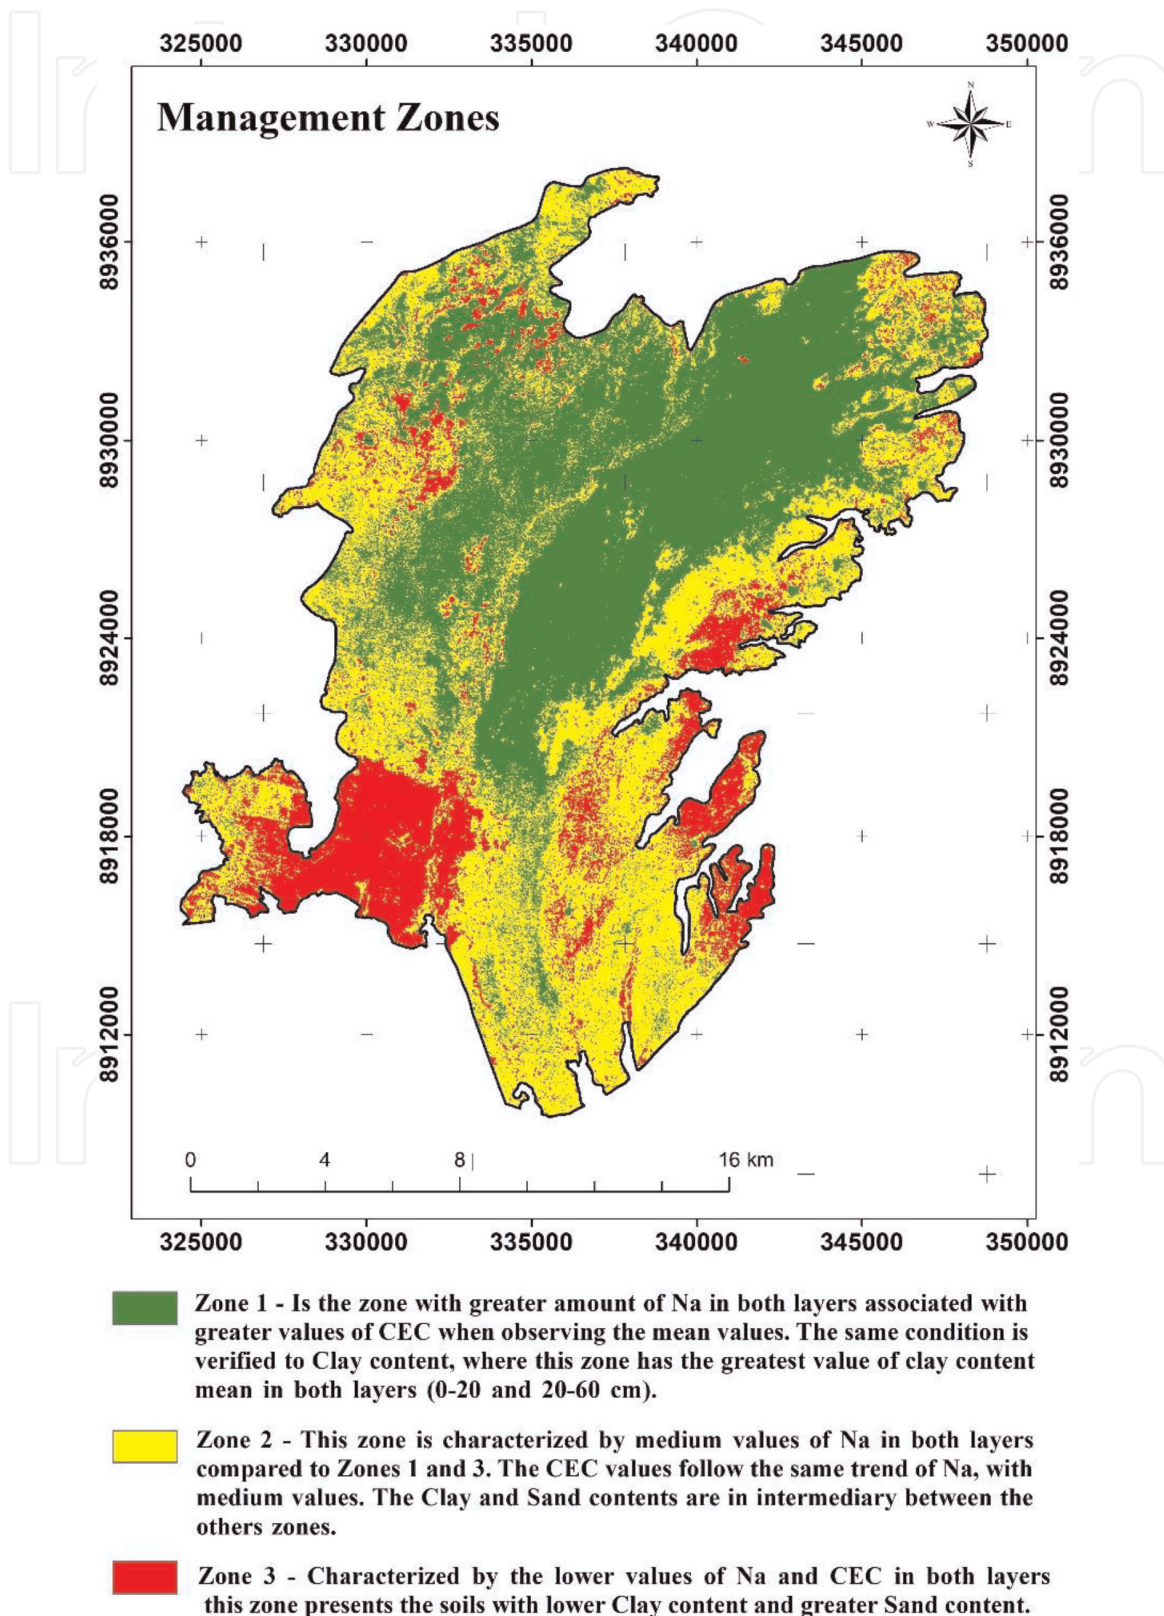 325000 330000 335000 340000 345000 350000
Management Zones
N
W E
S
8936000 8936000
8930000 8930000
8924000 8924000
8918000 8918000
8912000 8912000
0 4 8 16 km
325000 330000 335000 340000 345000 350000
Zone 1 - Is the zone with greater amount of Na in both layers associated with
greater values of CEC when observing the mean values. The same condition is
verified to Clay content, where this zone has the greatest value of clay content
mean in both layers (0-20 and 20-60 cm).
Zone 2 - This zone is characterized by medium values of Na in both layers
compared to Zones 1 and 3. The CEC values follow the same trend of Na, with
medium values. The Clay and Sand contents are in intermediary between the
others zones.
Zone 3 - Characterized by the lower values of Na and CEC in both layers
this zone presents the soils with lower Clay content and greater Sand content.